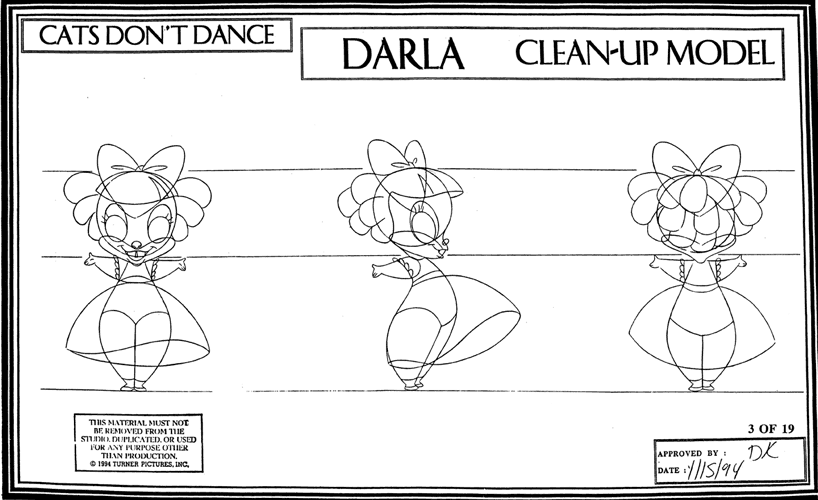 CATS DON'T DANCE
DARLA CLEAN-UP MODEL
THIS MATERIAL MUST NOT
BE REMOVED FROM THE
STUDIO, DUPLICATED, OR USED
FOR ANY PURPOSE OTHER
THAN PRODUCTION.
© 1994 TURNER PICTURES, INC.
3 OF 19
APPROVED BY : DK
DATE : 4/15/94